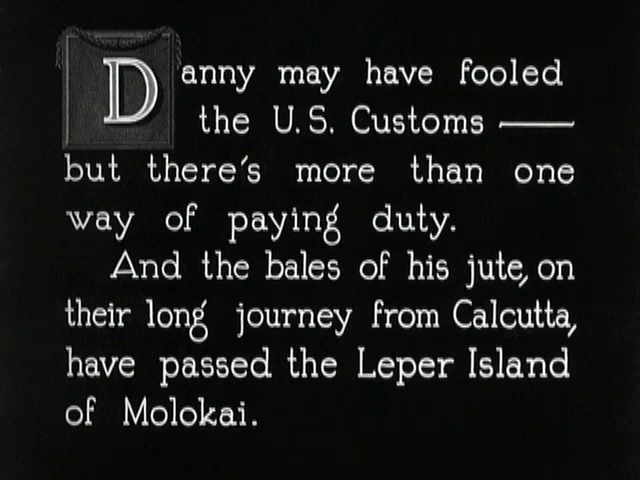 Danny may have fooled
the U.S. Customs —
but there's more than one
way of paying duty.
And the bales of his jute, on
their long journey from Calcutta,
have passed the Leper Island
of Molokai.